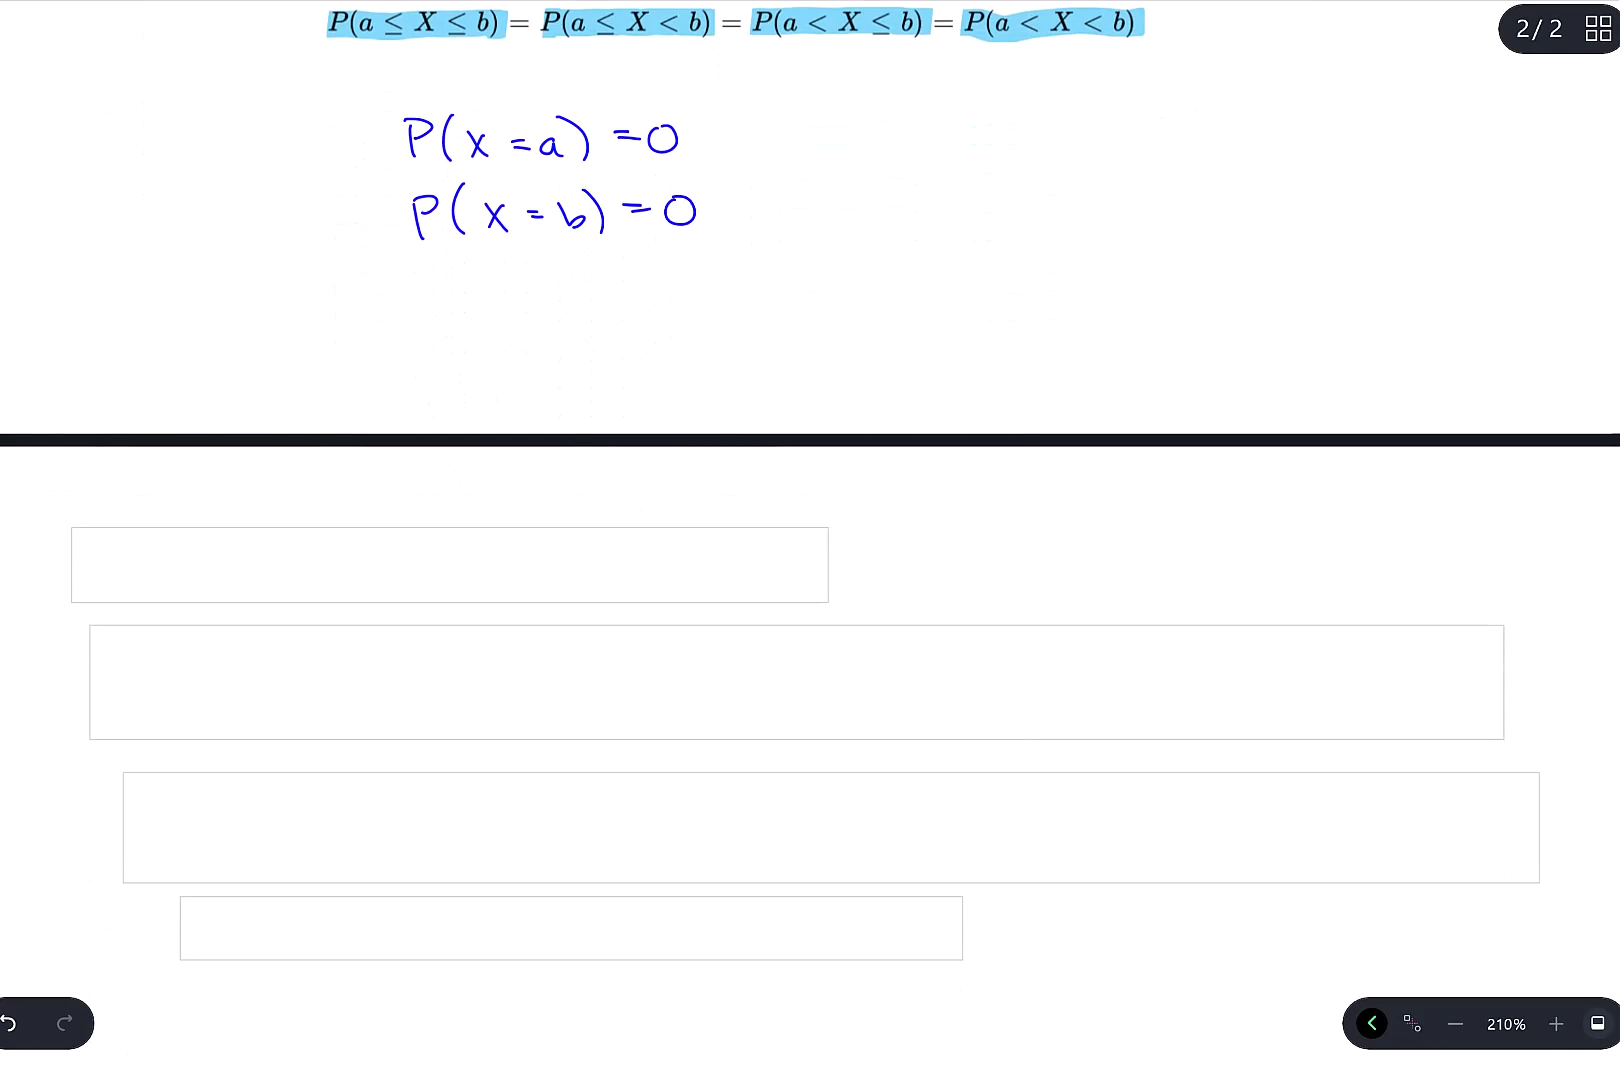 P(a ≤ X ≤ b) = P(a ≤ X < b) = P(a < X ≤ b) = P(a < X < b)
2/ 2
P(x = a) = 0
P(x = b) = 0
210%